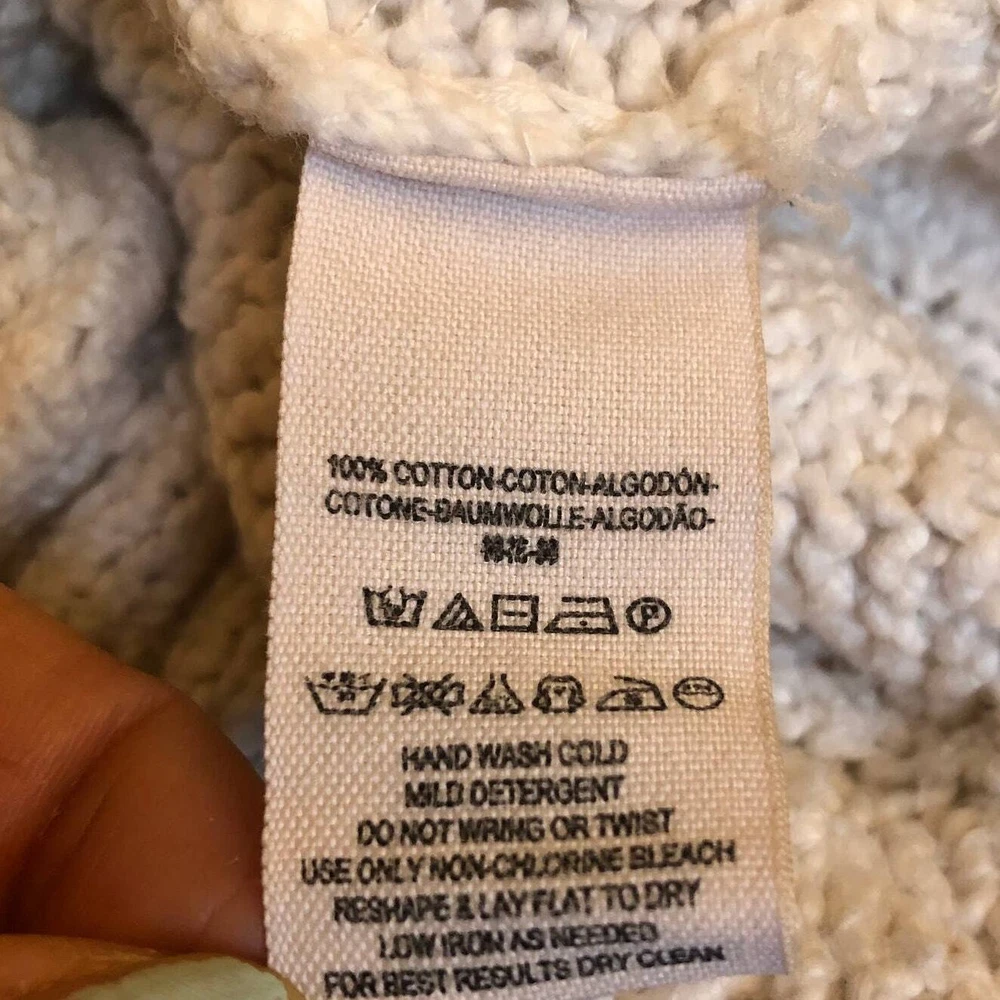 100% COTTON-COTON-ALGODÓN-
COTONE-BAUMWOLLE-ALGODÃO-
P
HAND WASH COLD
MILD DETERGENT
DO NOT WRING OR TWIST
USE ONLY NON-CHLORINE BLEACH
RESHAPE & LAY FLAT TO DRY
LOW IRON AS NEEDED
FOR BEST RESULTS DRY CLEAN